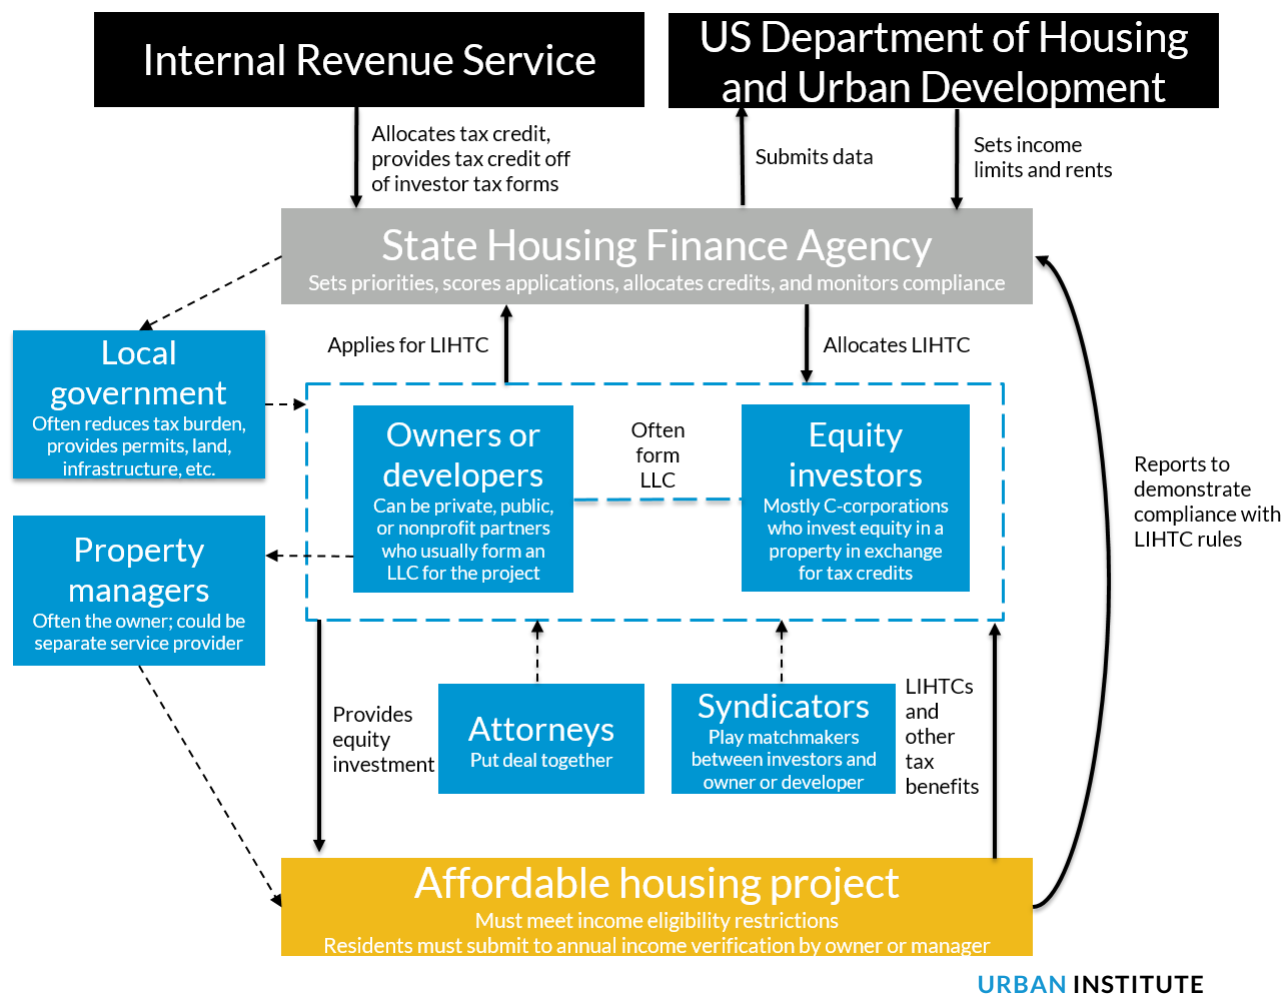 Internal Revenue Service
US Department of Housing
and Urban Development
Allocates tax credit,
provides tax credit off
of investor tax forms
Submits data
Sets income
limits and rents
State Housing Finance Agency
Sets priorities, scores applications, allocates credits, and monitors compliance
Applies for LIHTC
Allocates LIHTC
Local
government
Often reduces tax burden,
provides permits, land,
infrastructure, etc.
Owners or
developers
Can be private, public,
or nonprofit partners
who usually form an
LLC for the project
Often
form
LLC
Equity
investors
Mostly C-corporations
who invest equity in a
property in exchange
for tax credits
Reports to
demonstrate
compliance with
LIHTC rules
Property
managers
Often the owner; could be
separate service provider
Provides
equity
investment
Attorneys
Put deal together
Syndicators
Play matchmakers
between investors and
owner or developer
LIHTCs
and
other
tax
benefits
Affordable housing project
Must meet income eligibility restrictions
Residents must submit to annual income verification by owner or manager
URBAN INSTITUTE